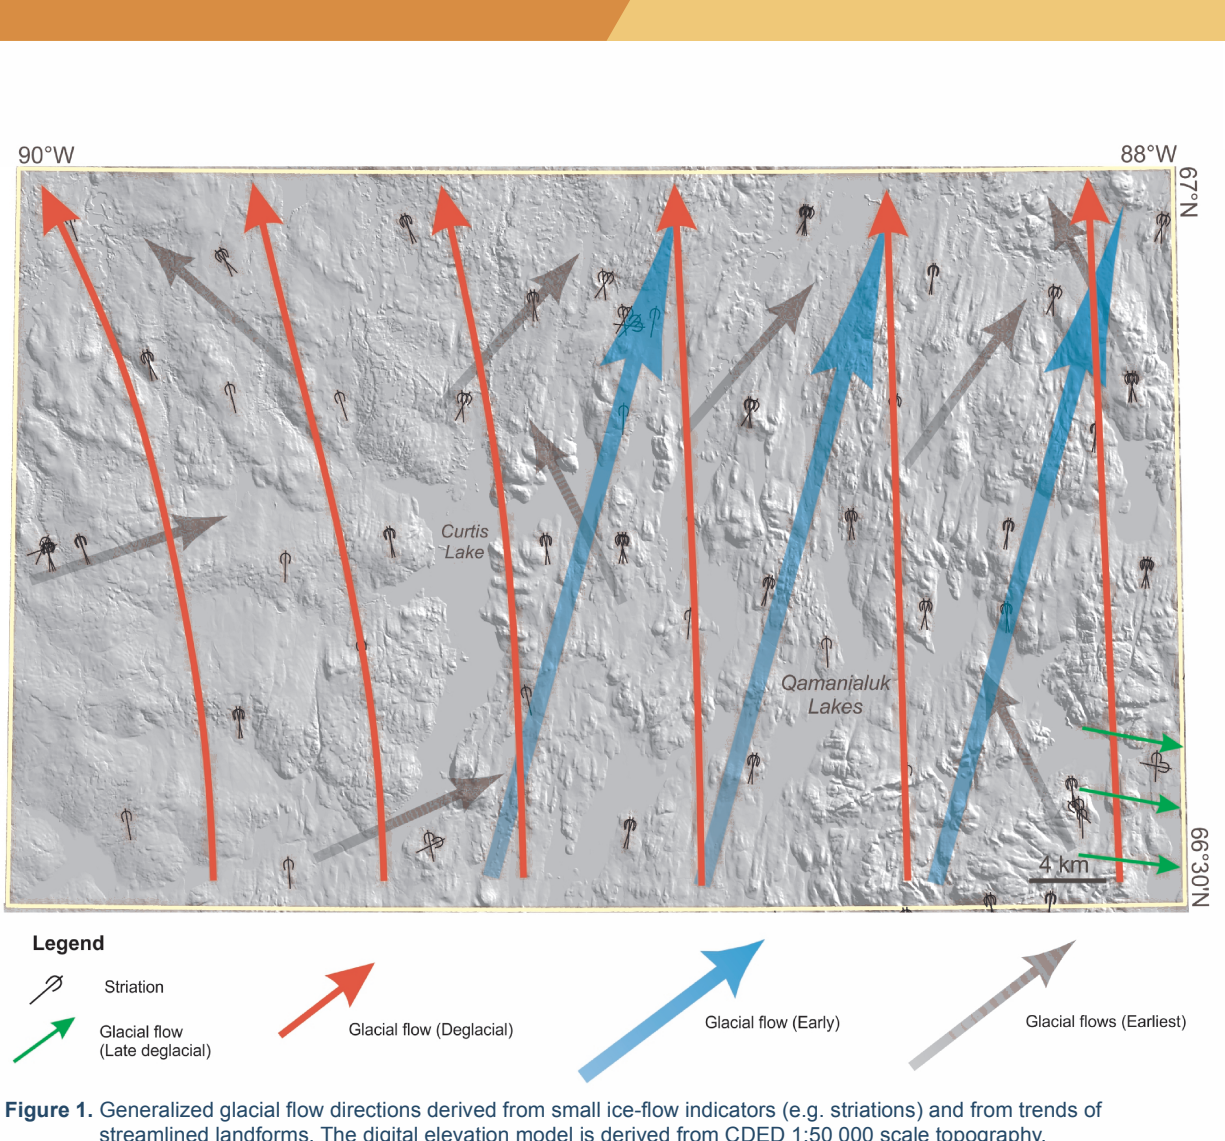 90°W
88°W
67°N
Curtis
Lake
Qamanialuk
Lakes
4 km
66°30'N
Legend
Striation
Glacial flow
(Late deglacial)
Glacial flow (Deglacial)
Glacial flow (Early)
Glacial flows (Earliest)
Figure 1. Generalized glacial flow directions derived from small ice-flow indicators (e.g. striations) and from trends of
streamlined landforms. The digital elevation model is derived from CDED 1:50 000 scale topography.